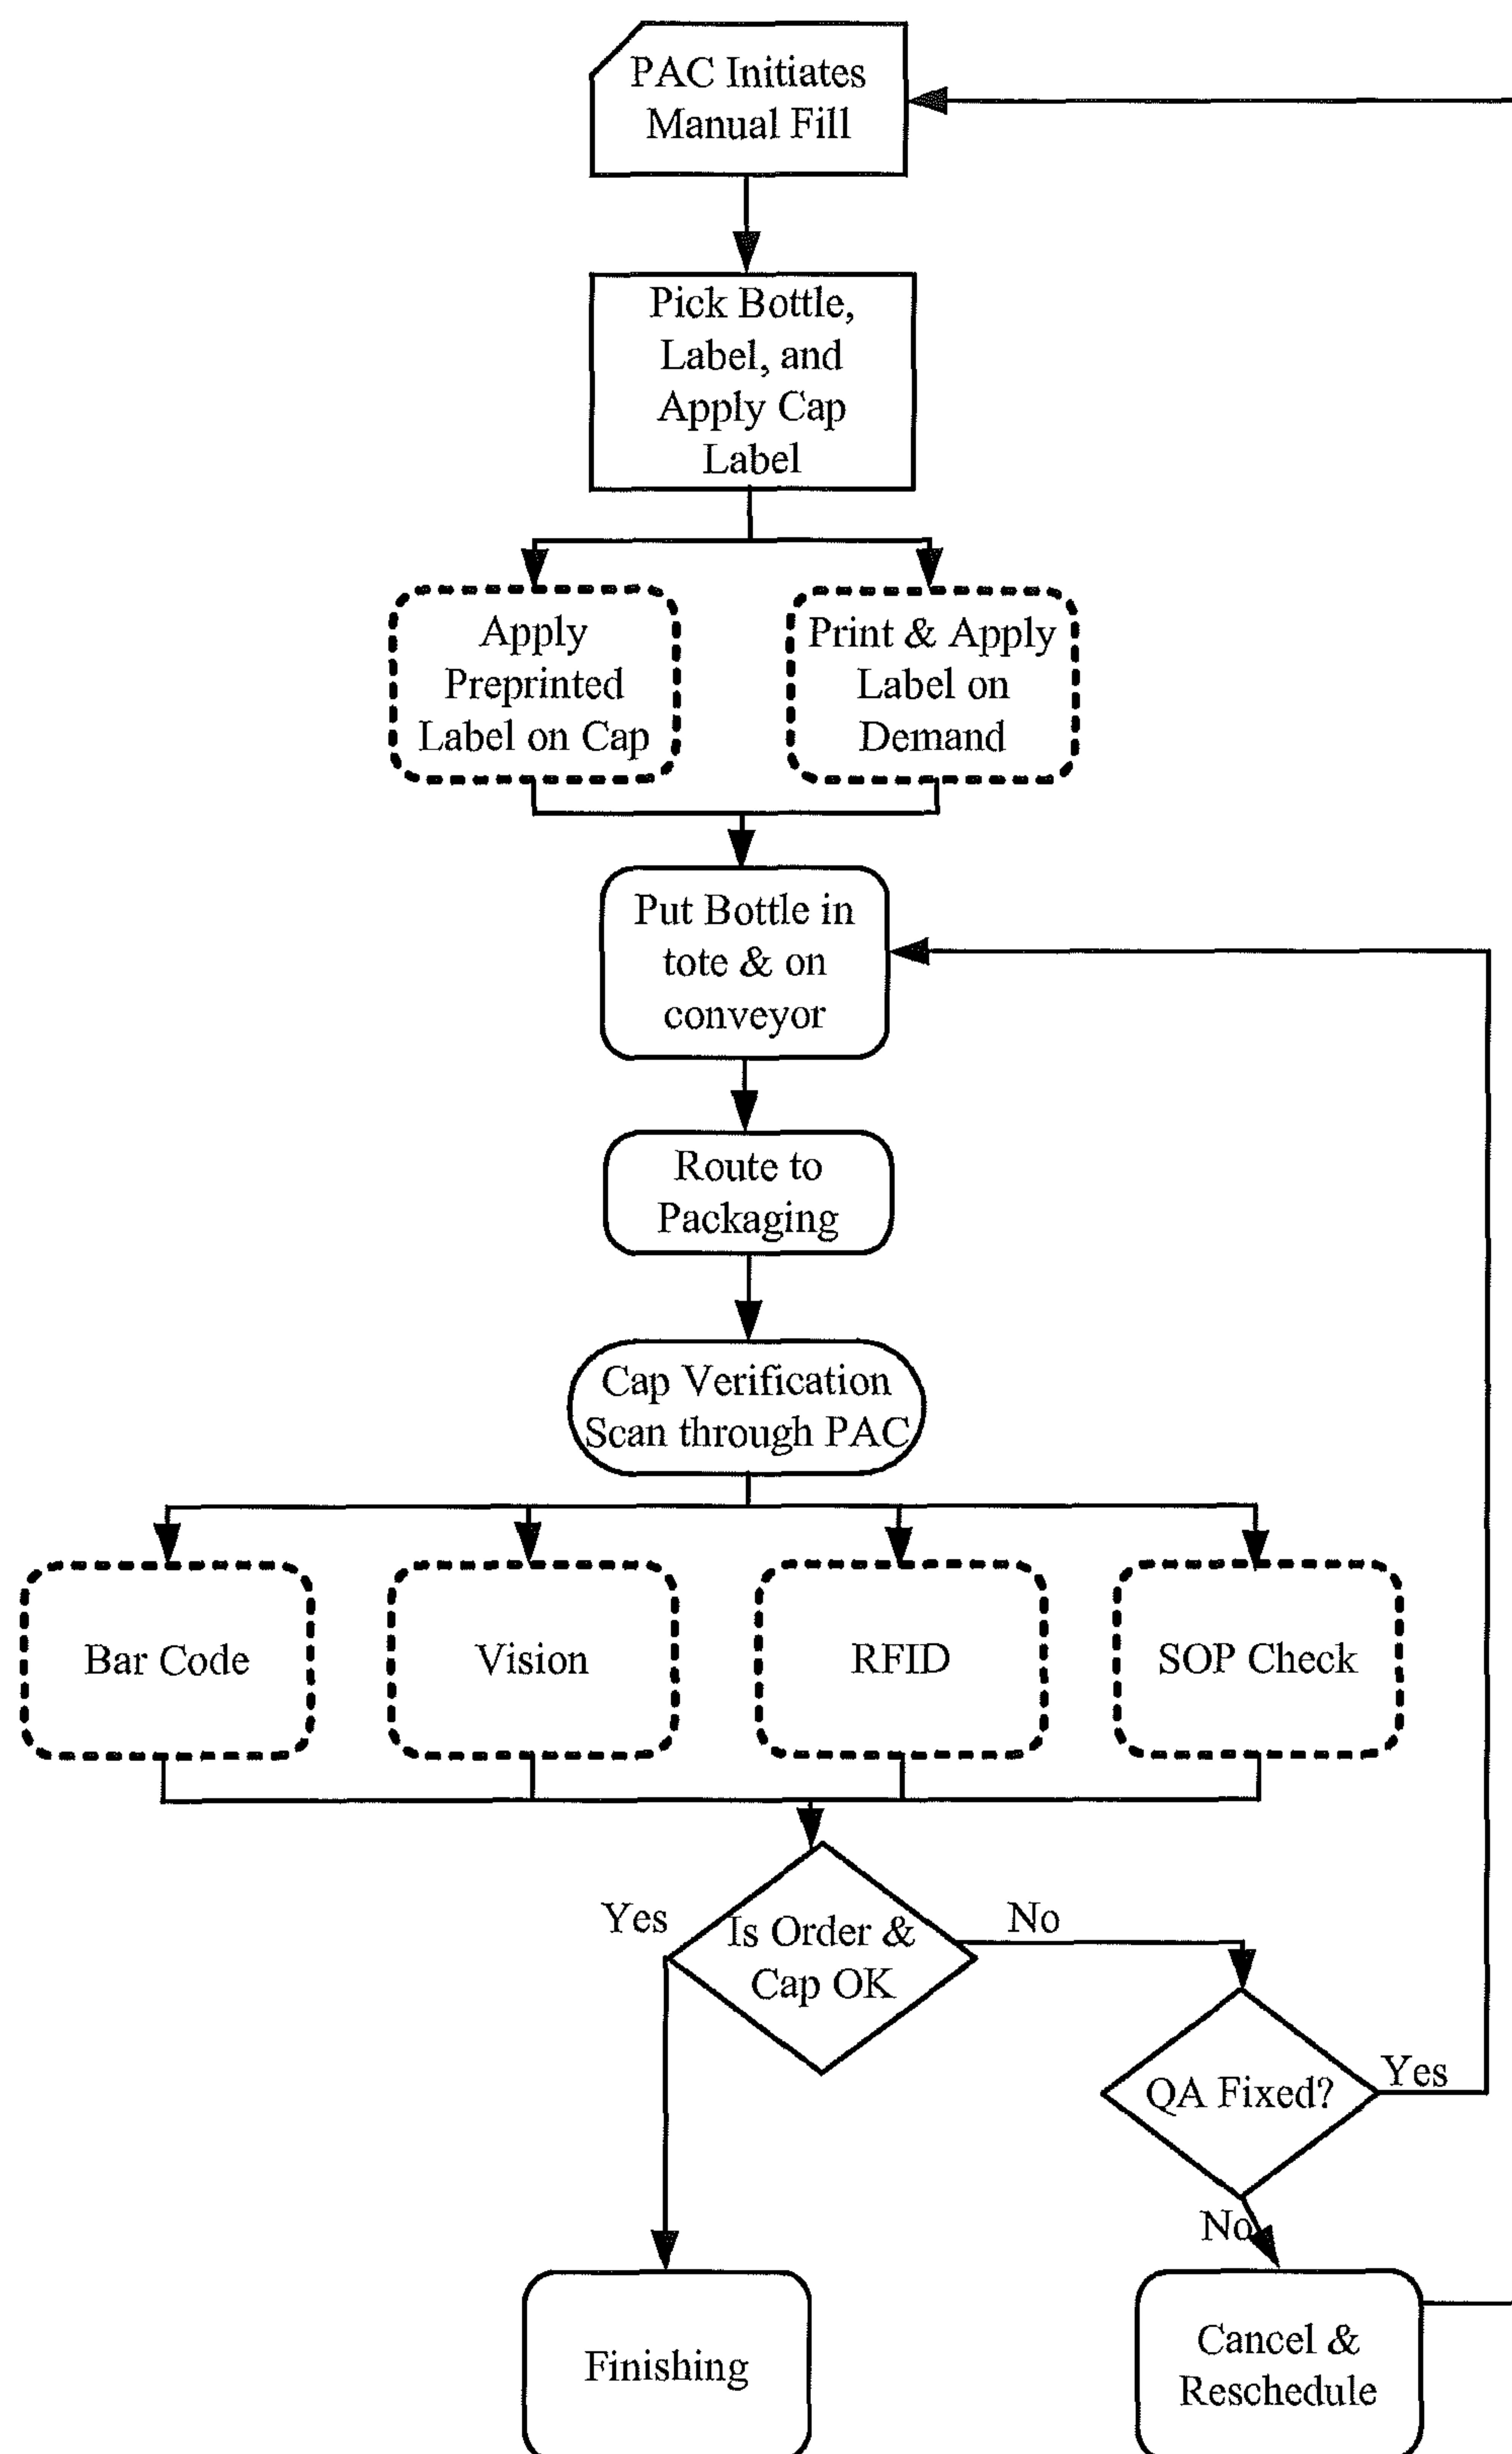 PAC Initiates
Manual Fill
Pick Bottle,
Label, and
Apply Cap
Label
Apply
Preprinted
Label on Cap
Print & Apply
Label on
Demand
Put Bottle in
tote & on
conveyor
Route to
Packaging
Cap Verification
Scan through PAC
Bar Code
Vision
RFID
SOP Check
Yes
Is Order &
Cap OK
No
QA Fixed?
Yes
No
Finishing
Cancel &
Reschedule